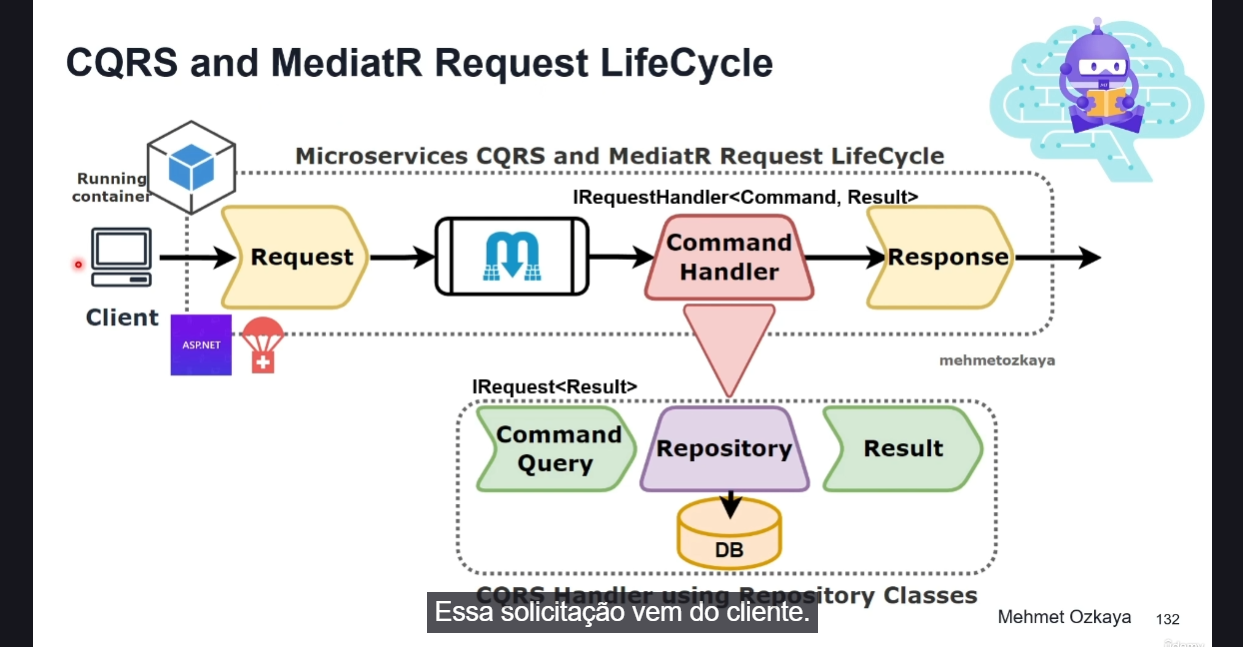 CQRS and MediatR Request LifeCycle
Microservices CQRS and MediatR Request LifeCycle
Running
container
IRequestHandler<Command, Result>
Client
Request
Command
Handler
Response
ASP.NET
mehmetozkaya
IRequest<Result>
Command
Query
Repository
Result
DB
CQRS Handler using Repository Classes
Essa solicitação vem do cliente.
Mehmet Ozkaya
132